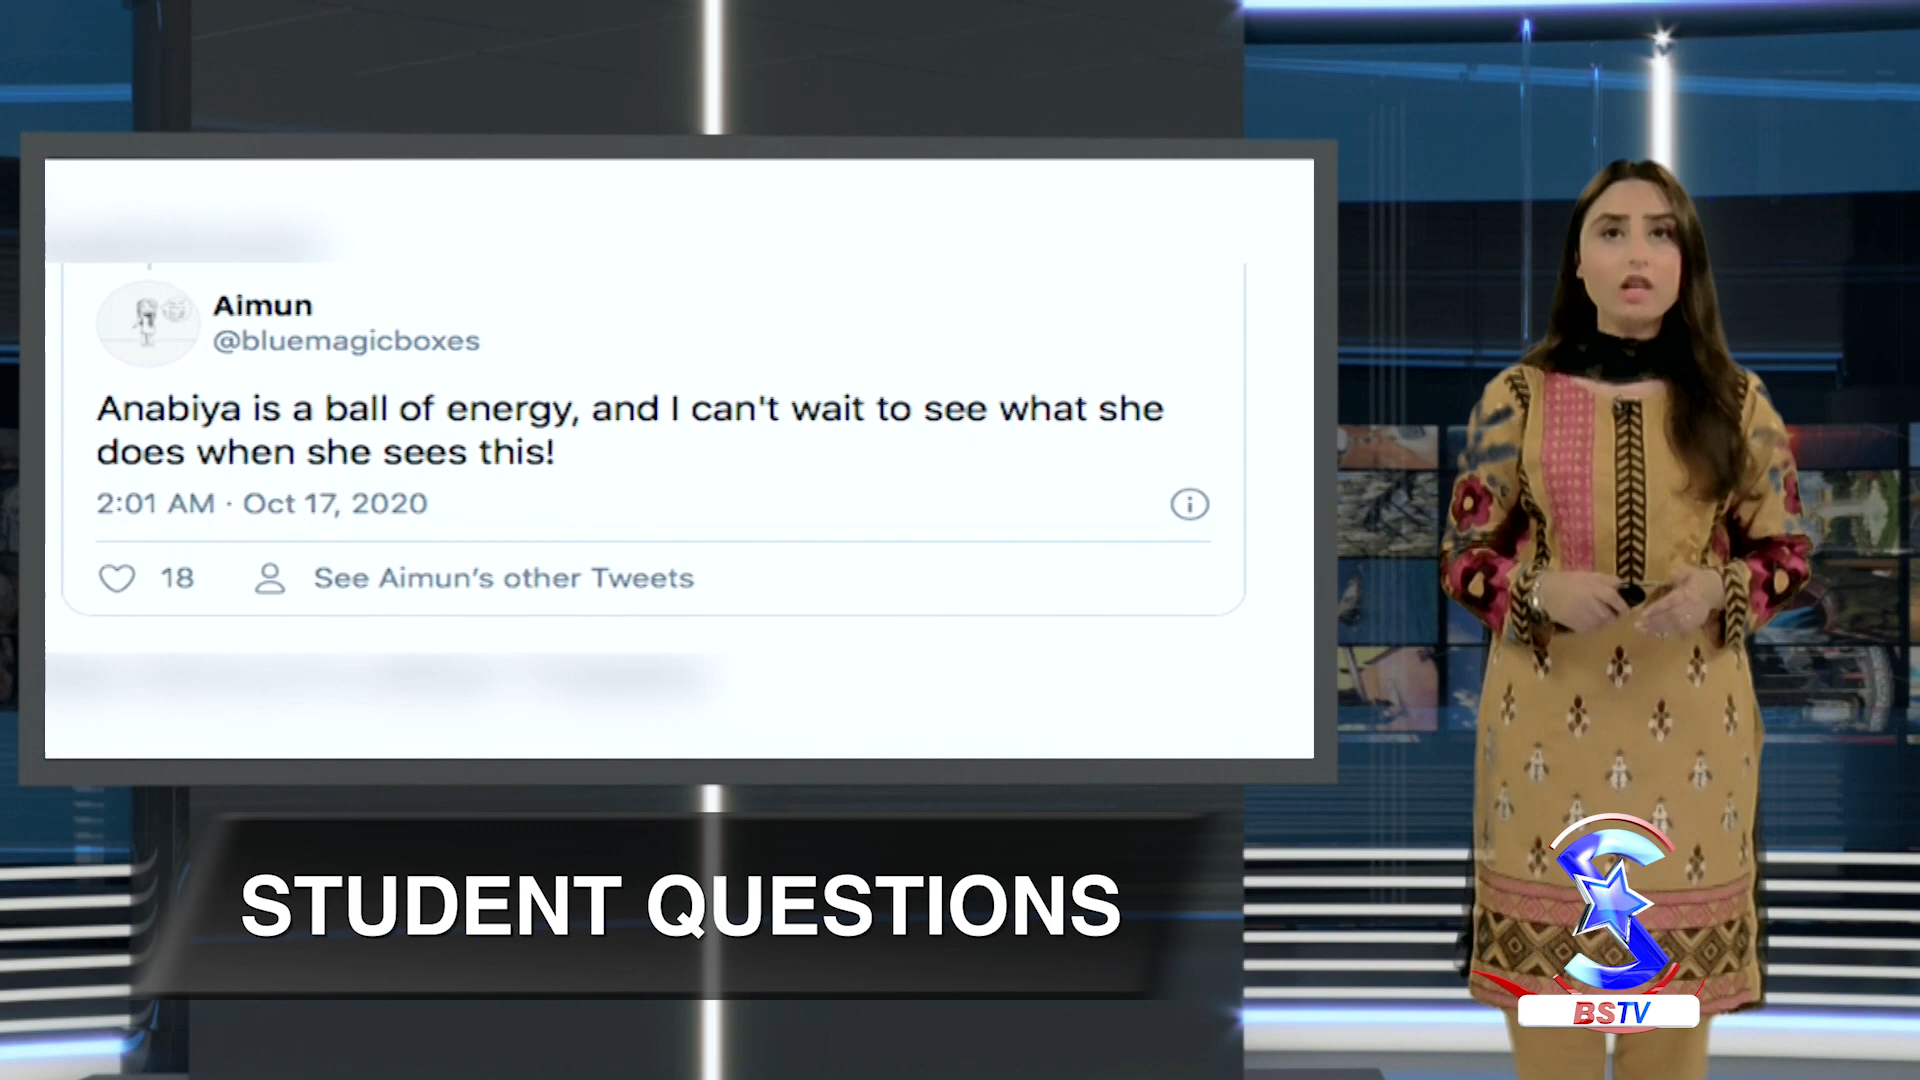 Aimun
@bluemagicboxes
Anabiya is a ball of energy, and I can't wait to see what she
does when she sees this!
2:01 AM · Oct 17, 2020
18
See Aimun's other Tweets
STUDENT QUESTIONS
BSTV